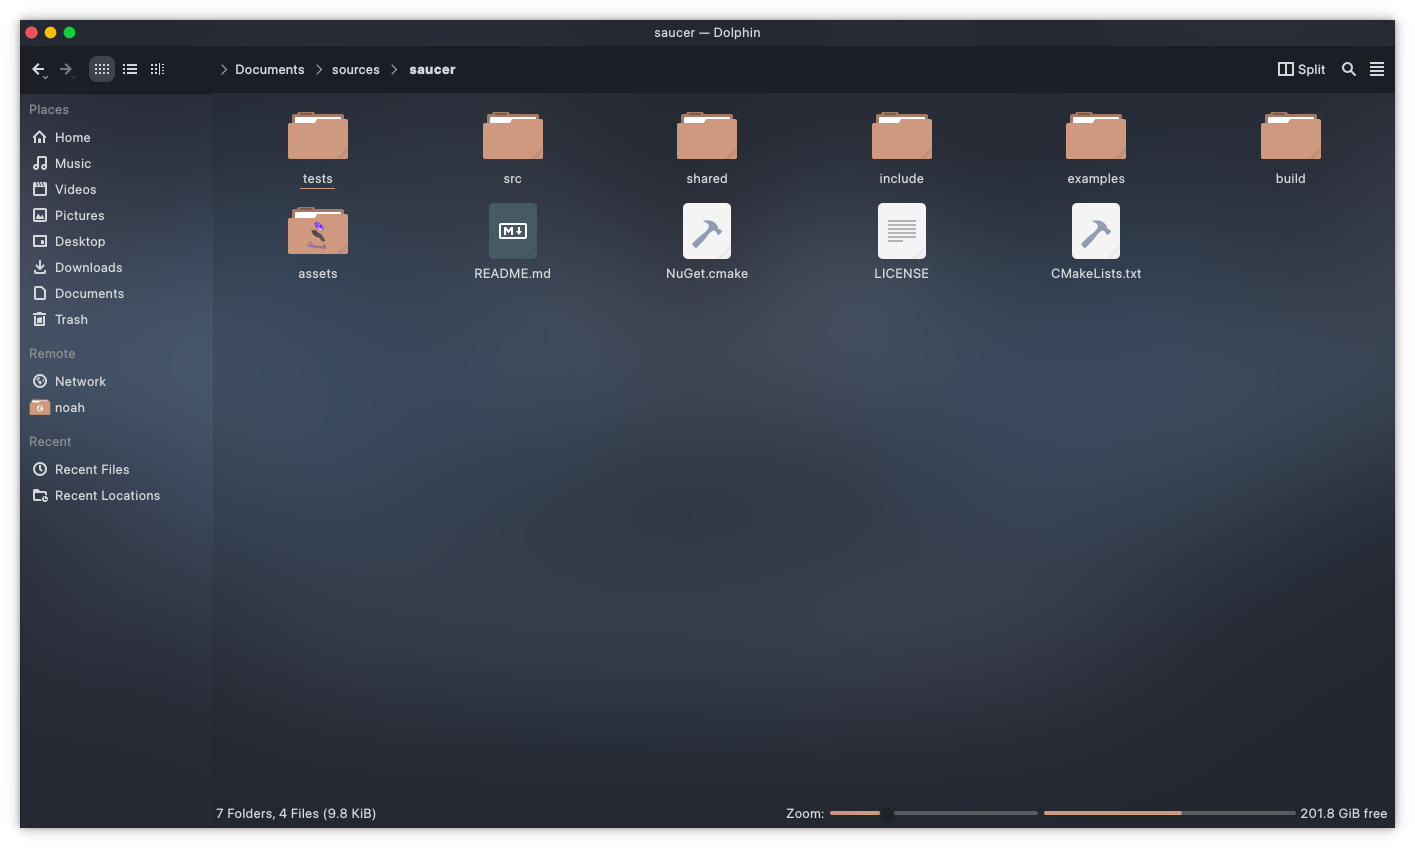 saucer — Dolphin
Documents
sources
saucer
Split
Places
Home
Music
Videos
Pictures
Desktop
Downloads
Documents
Trash
Remote
Network
noah
Recent
Recent Files
Recent Locations
tests
src
shared
include
examples
build
assets
README.md
NuGet.cmake
LICENSE
CMakeLists.txt
7 Folders, 4 Files (9.8 KiB)
Zoom:
201.8 GiB free